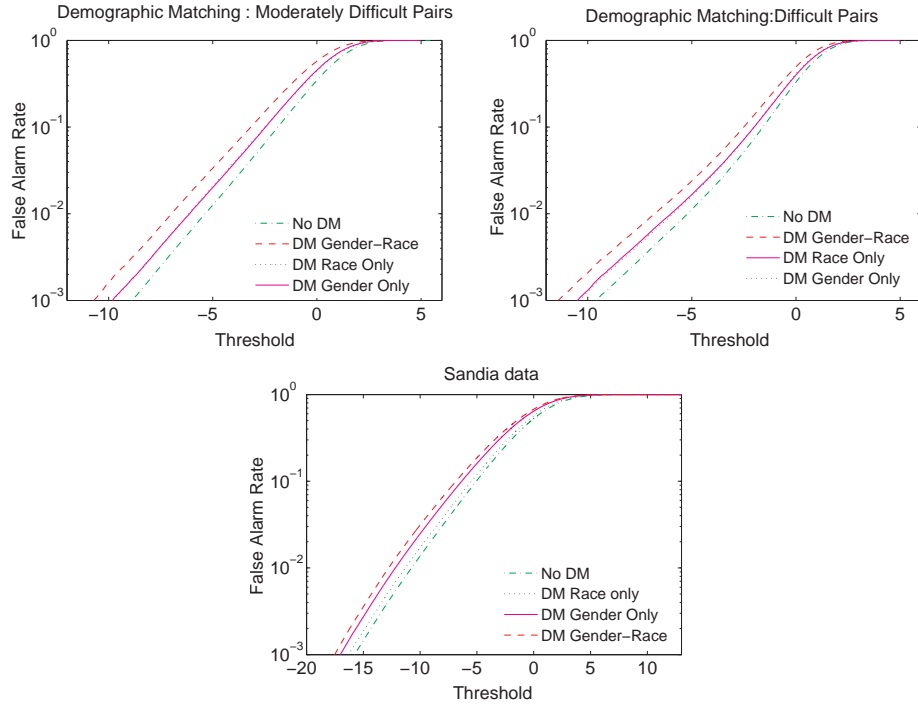 Demographic Matching : Moderately Difficult Pairs
10^0
10^-1
10^-2
10^-3
False Alarm Rate
No DM
DM Gender−Race
DM Race Only
DM Gender Only
−10 −5 0 5
Threshold
Demographic Matching:Difficult Pairs
10^0
10^-1
10^-2
10^-3
False Alarm Rate
No DM
DM Gender−Race
DM Race Only
DM Gender Only
−10 −5 0 5
Threshold
Sandia data
10^0
10^-1
10^-2
10^-3
False Alarm Rate
No DM
DM Race only
DM Gender Only
DM Gender−Race
−20 −15 −10 −5 0 5 10
Threshold